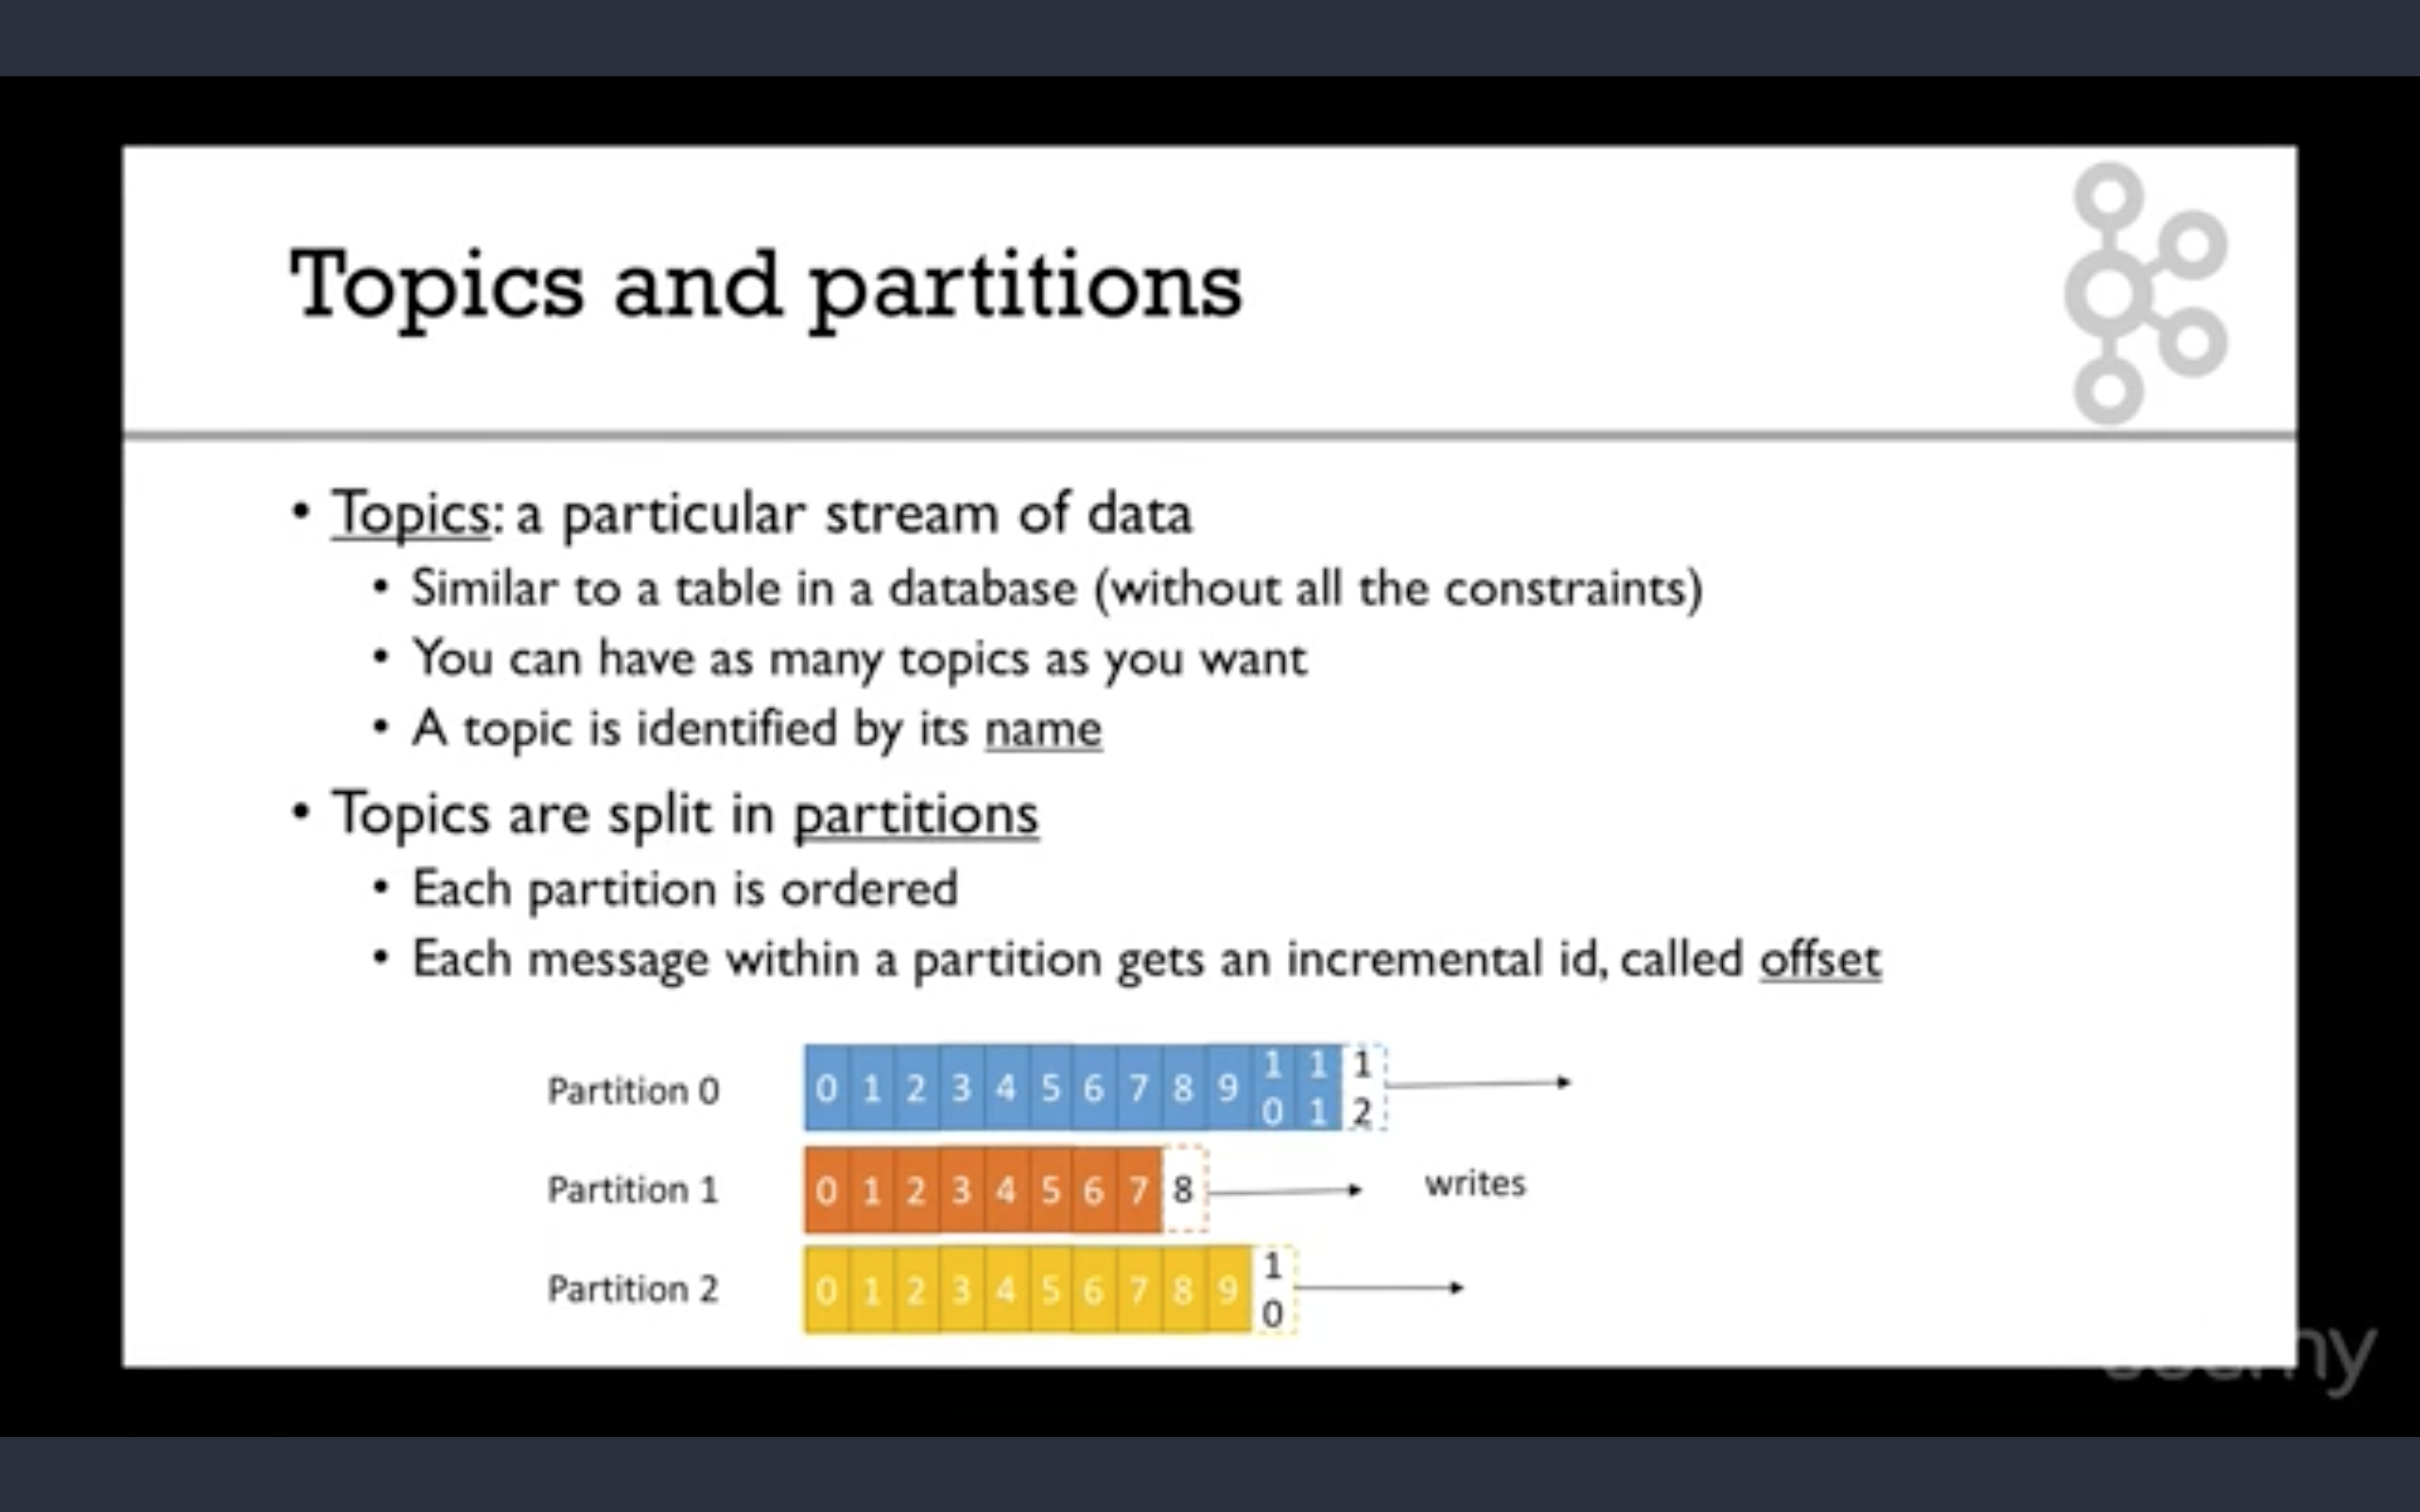 Topics and partitions
• Topics: a particular stream of data
• Similar to a table in a database (without all the constraints)
• You can have as many topics as you want
• A topic is identified by its name
• Topics are split in partitions
• Each partition is ordered
• Each message within a partition gets an incremental id, called offset
Partition 0 0 1 2 3 4 5 6 7 8 9 10 11 12
Partition 1 0 1 2 3 4 5 6 7 8 writes
Partition 2 0 1 2 3 4 5 6 7 8 9 10